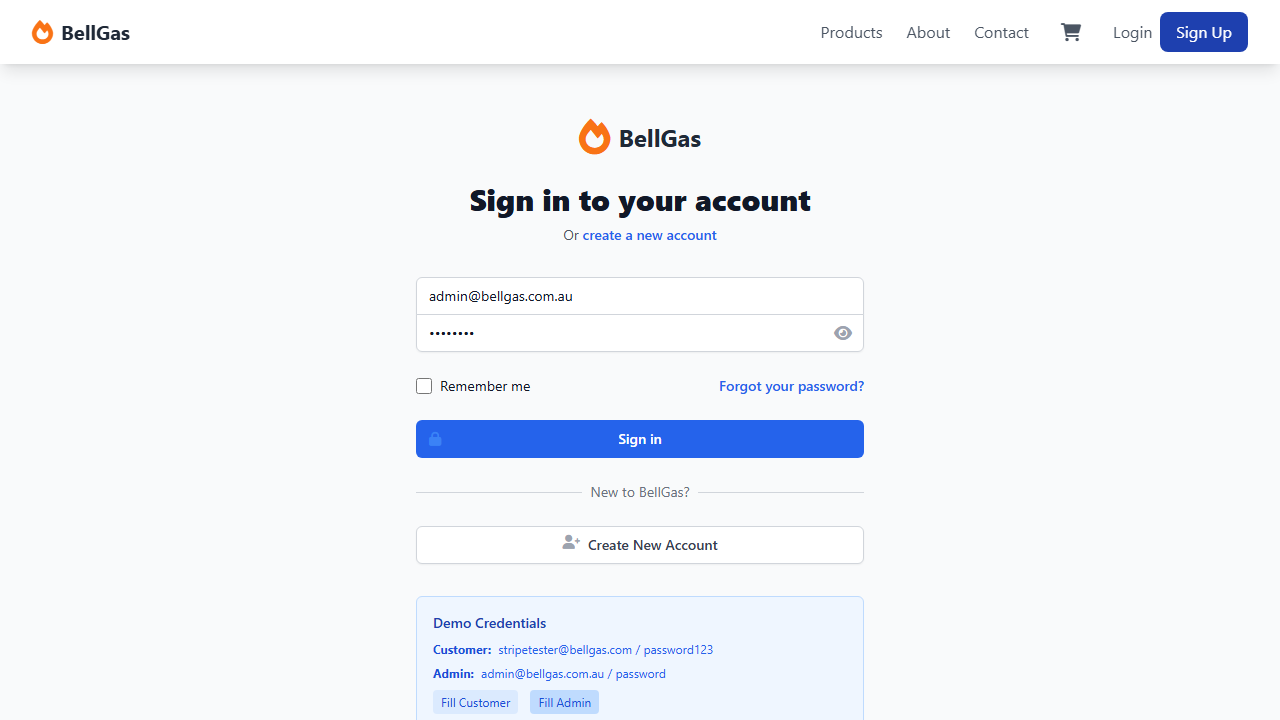 BellGas Products About Contact Login Sign Up
BellGas
Sign in to your account
Or create a new account
admin@bellgas.com.au
••••••••
Remember me Forgot your password?
Sign in
New to BellGas?
Create New Account
Demo Credentials
Customer: stripetester@bellgas.com / password123
Admin: admin@bellgas.com.au / password
Fill Customer Fill Admin